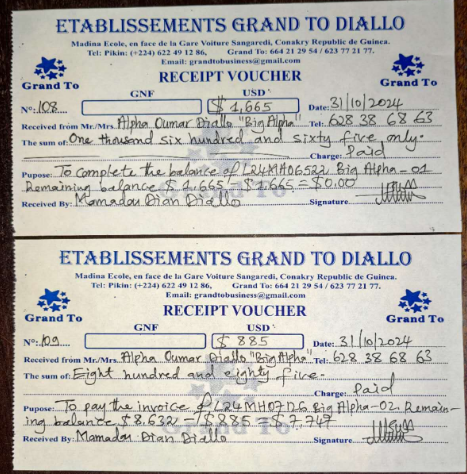 ETABLISSEMENTS GRAND TO DIALLO
Madina Ecole, en face de la Gare Voiture Sangaredi, Conakry Republic de Guinea.
Tel: Pikin: (+224) 622 49 12 86, Grand To: 664 21 29 54 / 623 77 21 77.
Email: grandtobusiness@gmail.com
RECEIPT VOUCHER
Grand To
Grand To
GNF USD
No: 108 $ 1,665 Date: 31/10/2024
Received from Mr./Mrs. Alpha Oumar Diallo "Big Alpha" Tel: 628 38 68 63
The sum of: One thousand six hundred and sixty five only.
Charge: Paid
Pupose: To complete the balance of L24MH06522 Big Alpha-01
Remaining balance $ 1,665 - $1,665 = $0.00
Received By: Mamadou Dian Diallo Signature
ETABLISSEMENTS GRAND TO DIALLO
Madina Ecole, en face de la Gare Voiture Sangaredi, Conakry Republic de Guinea.
Tel: Pikin: (+224) 622 49 12 86, Grand To: 664 21 29 54 / 623 77 21 77.
Email: grandtobusiness@gmail.com
RECEIPT VOUCHER
Grand To
Grand To
GNF USD
No: 109 $ 885 Date: 31/10/2024
Received from Mr./Mrs. Alpha Oumar Diallo "Big Alpha" Tel: 628 38 68 63
The sum of: Eight hundred and eighty five.
Charge: Paid
Pupose: To pay the invoice of L24MH07126 Big Alpha-02. Remain-
ing balance $8.632 / $885 = $7.747
Received By: Mamadou Dian Diallo Signature